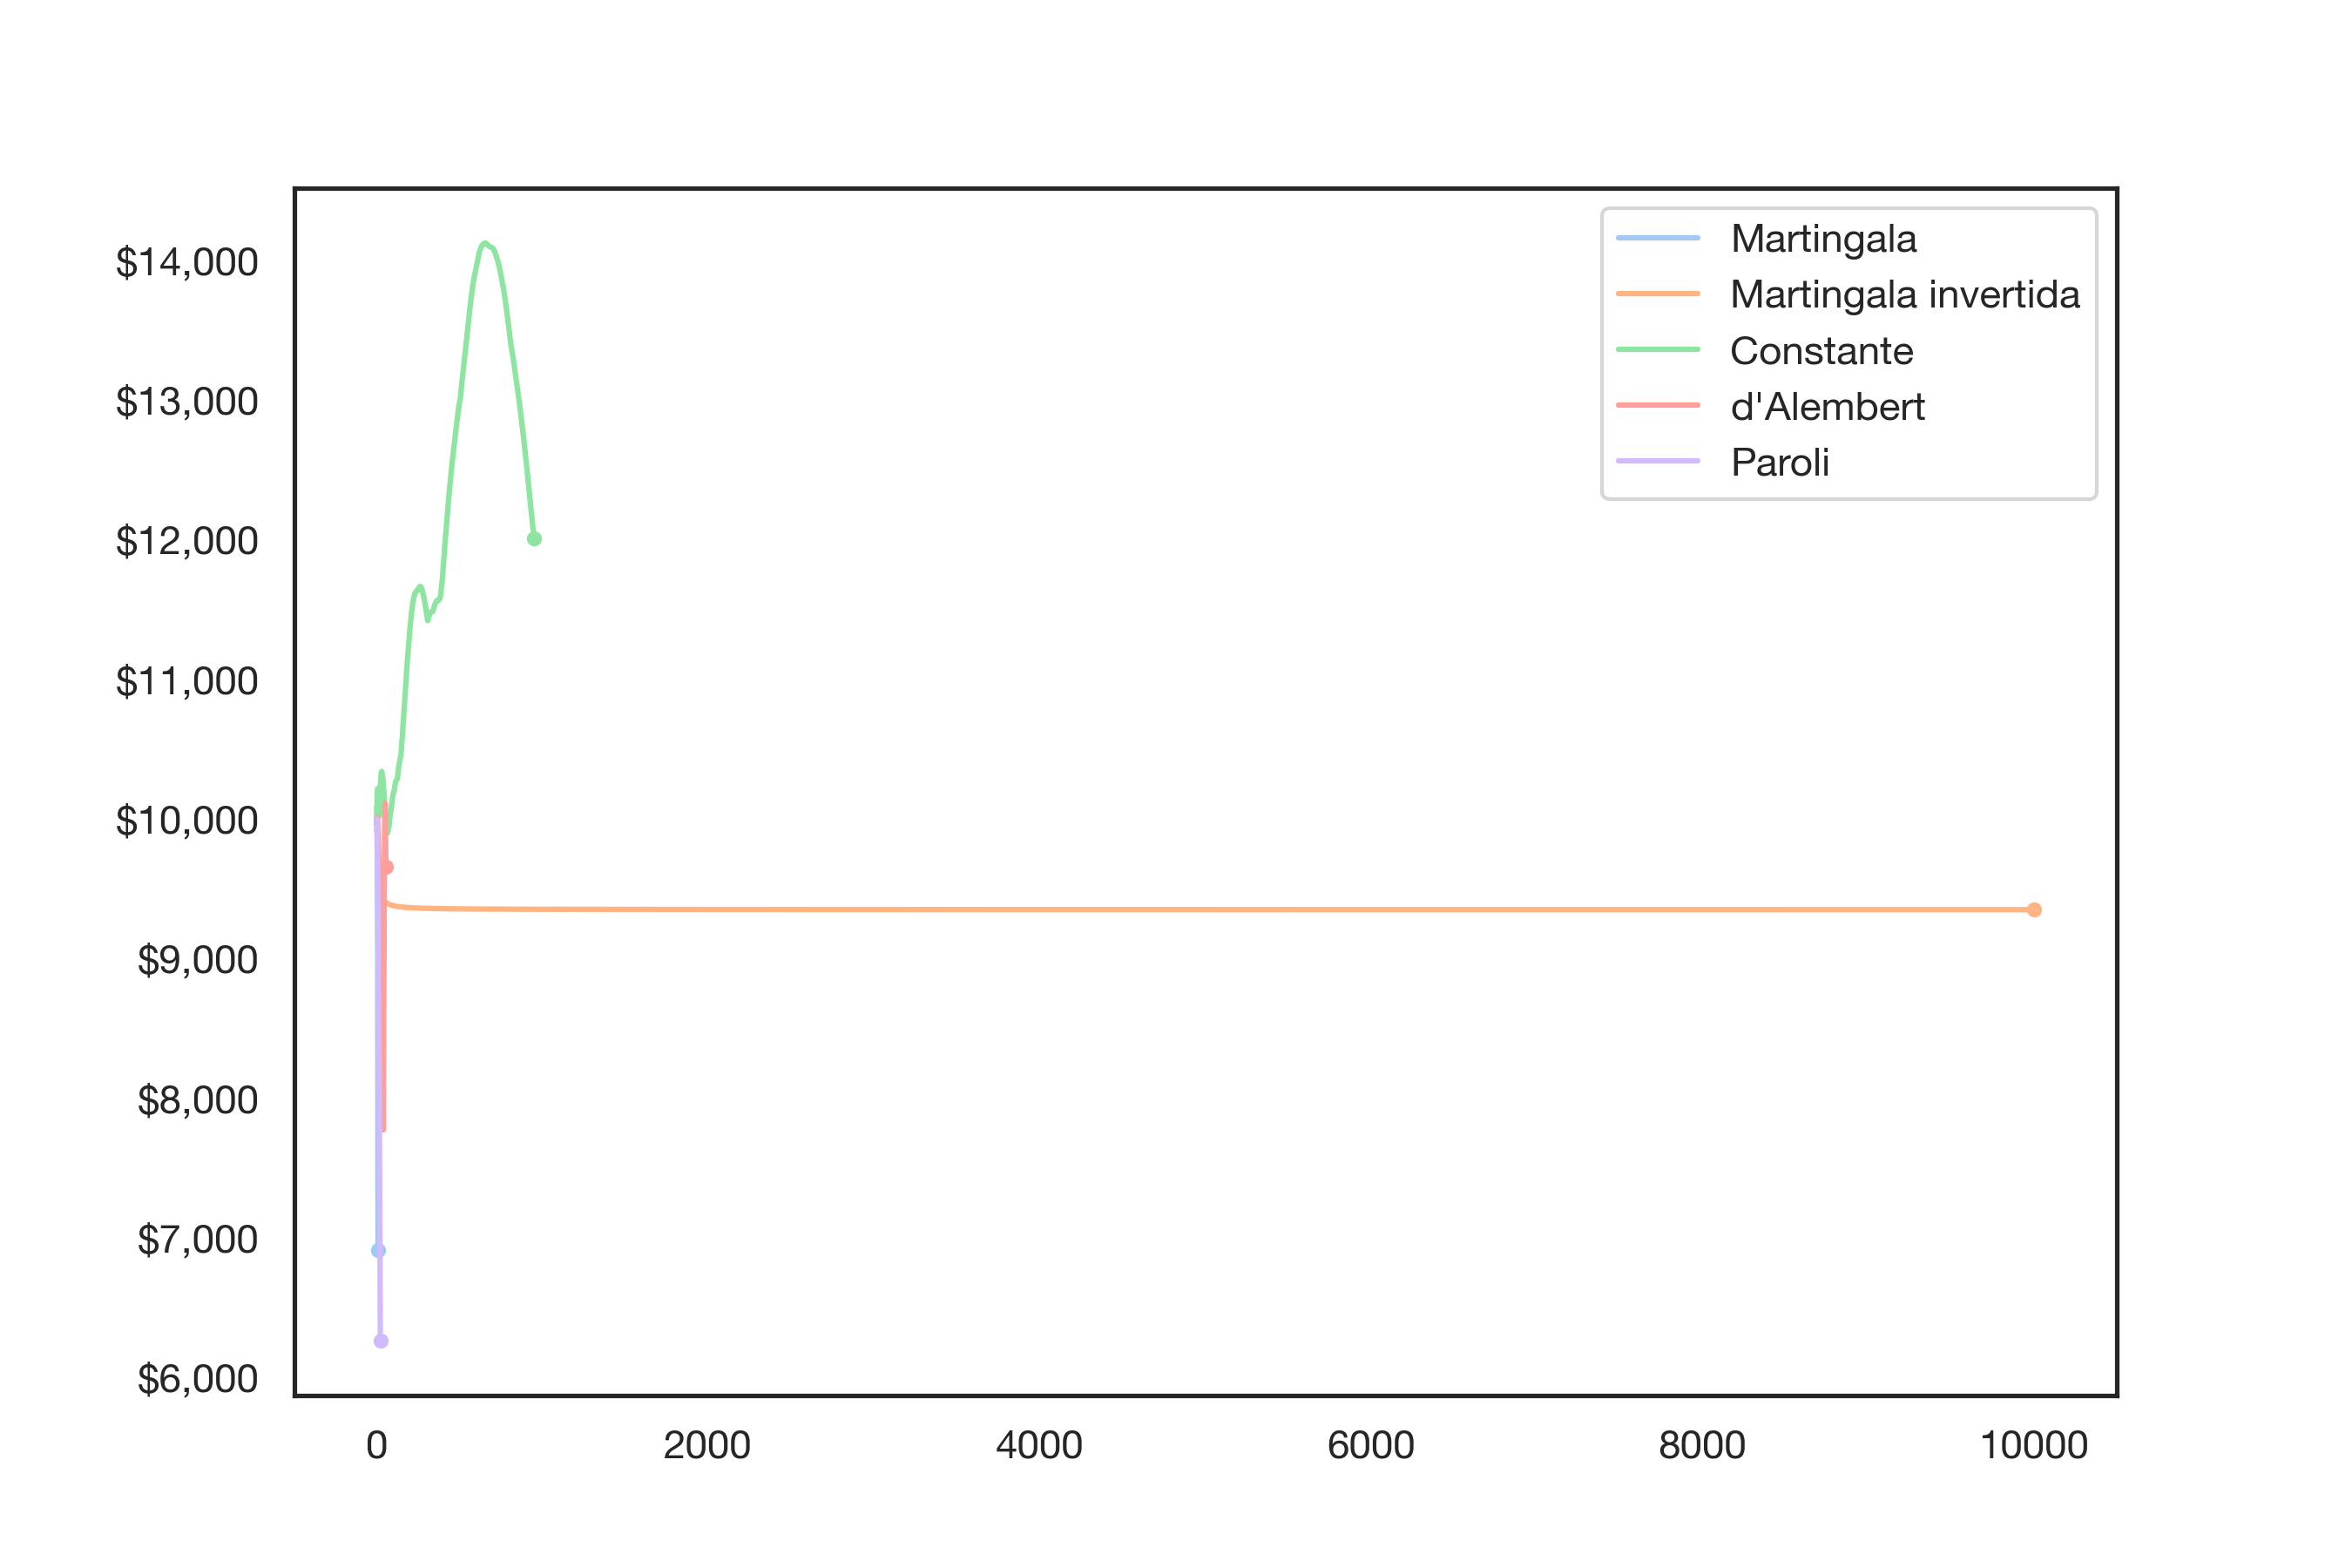 $14,000
$13,000
$12,000
$11,000
$10,000
$9,000
$8,000
$7,000
$6,000
0 2000 4000 6000 8000 10000
Martingala
Martingala invertida
Constante
d'Alembert
Paroli